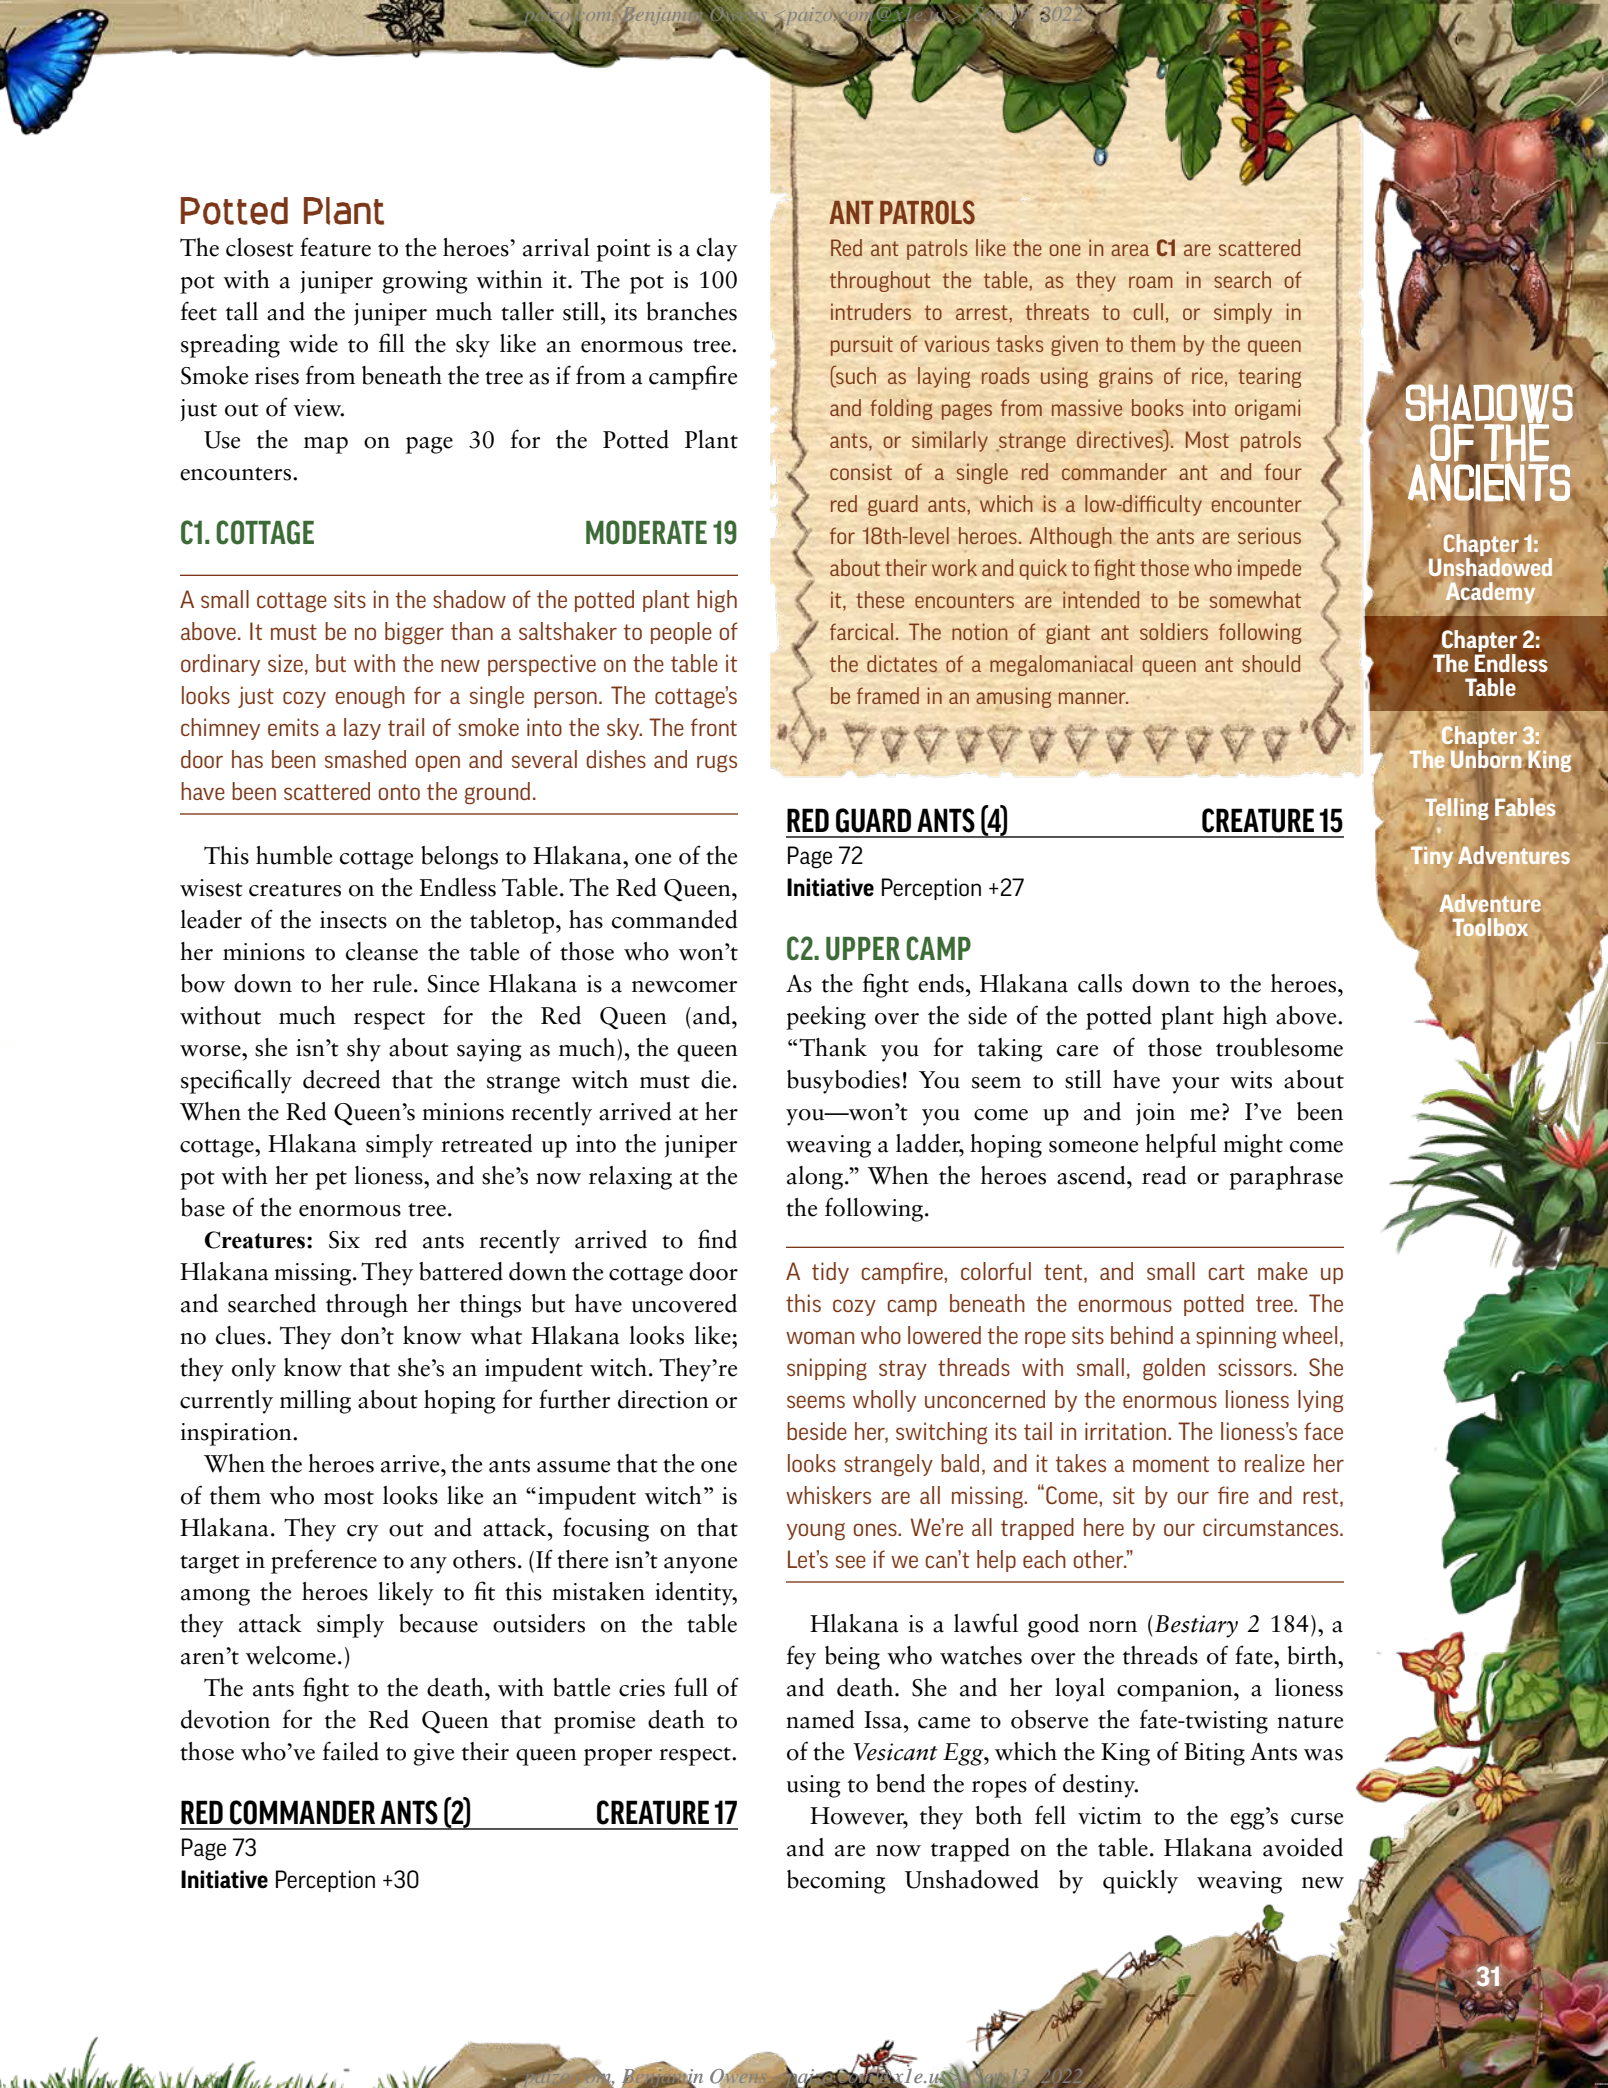 paizo.com, Benjamin Owens <paizo.com@x1e.us>, Sep 13, 2022
Potted Plant
The closest feature to the heroes’ arrival point is a clay
pot with a juniper growing within it. The pot is 100
feet tall and the juniper much taller still, its branches
spreading wide to fill the sky like an enormous tree.
Smoke rises from beneath the tree as if from a campfire
just out of view.
Use the map on page 30 for the Potted Plant
encounters.
C1. COTTAGE MODERATE 19
A small cottage sits in the shadow of the potted plant high
above. It must be no bigger than a saltshaker to people of
ordinary size, but with the new perspective on the table it
looks just cozy enough for a single person. The cottage’s
chimney emits a lazy trail of smoke into the sky. The front
door has been smashed open and several dishes and rugs
have been scattered onto the ground.
This humble cottage belongs to Hlakana, one of the
wisest creatures on the Endless Table. The Red Queen,
leader of the insects on the tabletop, has commanded
her minions to cleanse the table of those who won’t
bow down to her rule. Since Hlakana is a newcomer
without much respect for the Red Queen (and,
worse, she isn’t shy about saying as much), the queen
specifically decreed that the strange witch must die.
When the Red Queen’s minions recently arrived at her
cottage, Hlakana simply retreated up into the juniper
pot with her pet lioness, and she’s now relaxing at the
base of the enormous tree.
Creatures: Six red ants recently arrived to find
Hlakana missing. They battered down the cottage door
and searched through her things but have uncovered
no clues. They don’t know what Hlakana looks like;
they only know that she’s an impudent witch. They’re
currently milling about hoping for further direction or
inspiration.
When the heroes arrive, the ants assume that the one
of them who most looks like an “impudent witch” is
Hlakana. They cry out and attack, focusing on that
target in preference to any others. (If there isn’t anyone
among the heroes likely to fit this mistaken identity,
they attack simply because outsiders on the table
aren’t welcome.)
The ants fight to the death, with battle cries full of
devotion for the Red Queen that promise death to
those who’ve failed to give their queen proper respect.
RED COMMANDER ANTS (2) CREATURE 17
Page 73
Initiative Perception +30
ANT PATROLS
Red ant patrols like the one in area C1 are scattered
throughout the table, as they roam in search of
intruders to arrest, threats to cull, or simply in
pursuit of various tasks given to them by the queen
(such as laying roads using grains of rice, tearing
and folding pages from massive books into origami
ants, or similarly strange directives). Most patrols
consist of a single red commander ant and four
red guard ants, which is a low-difficulty encounter
for 18th-level heroes. Although the ants are serious
about their work and quick to fight those who impede
it, these encounters are intended to be somewhat
farcical. The notion of giant ant soldiers following
the dictates of a megalomaniacal queen ant should
be framed in an amusing manner.
RED GUARD ANTS (4) CREATURE 15
Page 72
Initiative Perception +27
C2. UPPER CAMP
As the fight ends, Hlakana calls down to the heroes,
peeking over the side of the potted plant high above.
“Thank you for taking care of those troublesome
busybodies! You seem to still have your wits about
you—won’t you come up and join me? I’ve been
weaving a ladder, hoping someone helpful might come
along.” When the heroes ascend, read or paraphrase
the following.
A tidy campfire, colorful tent, and small cart make up
this cozy camp beneath the enormous potted tree. The
woman who lowered the rope sits behind a spinning wheel,
snipping stray threads with small, golden scissors. She
seems wholly unconcerned by the enormous lioness lying
beside her, switching its tail in irritation. The lioness’s face
looks strangely bald, and it takes a moment to realize her
whiskers are all missing. “Come, sit by our fire and rest,
young ones. We’re all trapped here by our circumstances.
Let’s see if we can’t help each other.”
Hlakana is a lawful good norn (Bestiary 2 184), a
fey being who watches over the threads of fate, birth,
and death. She and her loyal companion, a lioness
named Issa, came to observe the fate-twisting nature
of the Vesicant Egg, which the King of Biting Ants was
using to bend the ropes of destiny.
However, they both fell victim to the egg’s curse
and are now trapped on the table. Hlakana avoided
becoming Unshadowed by quickly weaving new
SHADOWS
OF THE
ANCIENTS
Chapter 1:
Unshadowed
Academy
Chapter 2:
The Endless
Table
Chapter 3:
The Unborn King
Telling Fables
Tiny Adventures
Adventure
Toolbox
31
paizo.com, Benjamin Owens <paizo.com@x1e.us>, Sep 13, 2022